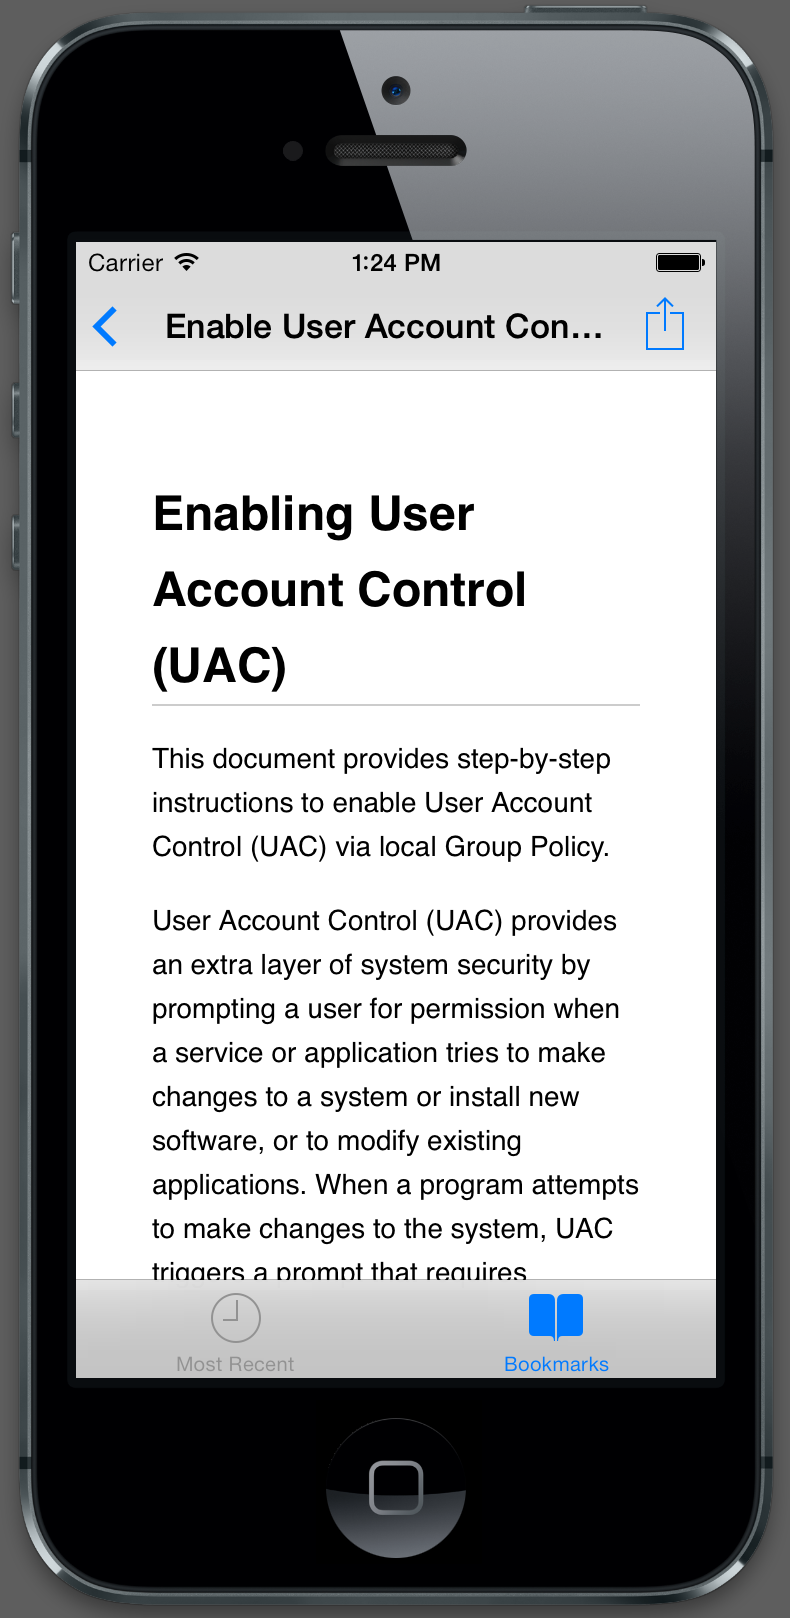 Carrier 1:24 PM
Enable User Account Con...
Enabling User
Account Control
(UAC)
This document provides step-by-step
instructions to enable User Account
Control (UAC) via local Group Policy.
User Account Control (UAC) provides
an extra layer of system security by
prompting a user for permission when
a service or application tries to make
changes to a system or install new
software, or to modify existing
applications. When a program attempts
to make changes to the system, UAC
triggers a prompt that requires
Most Recent Bookmarks